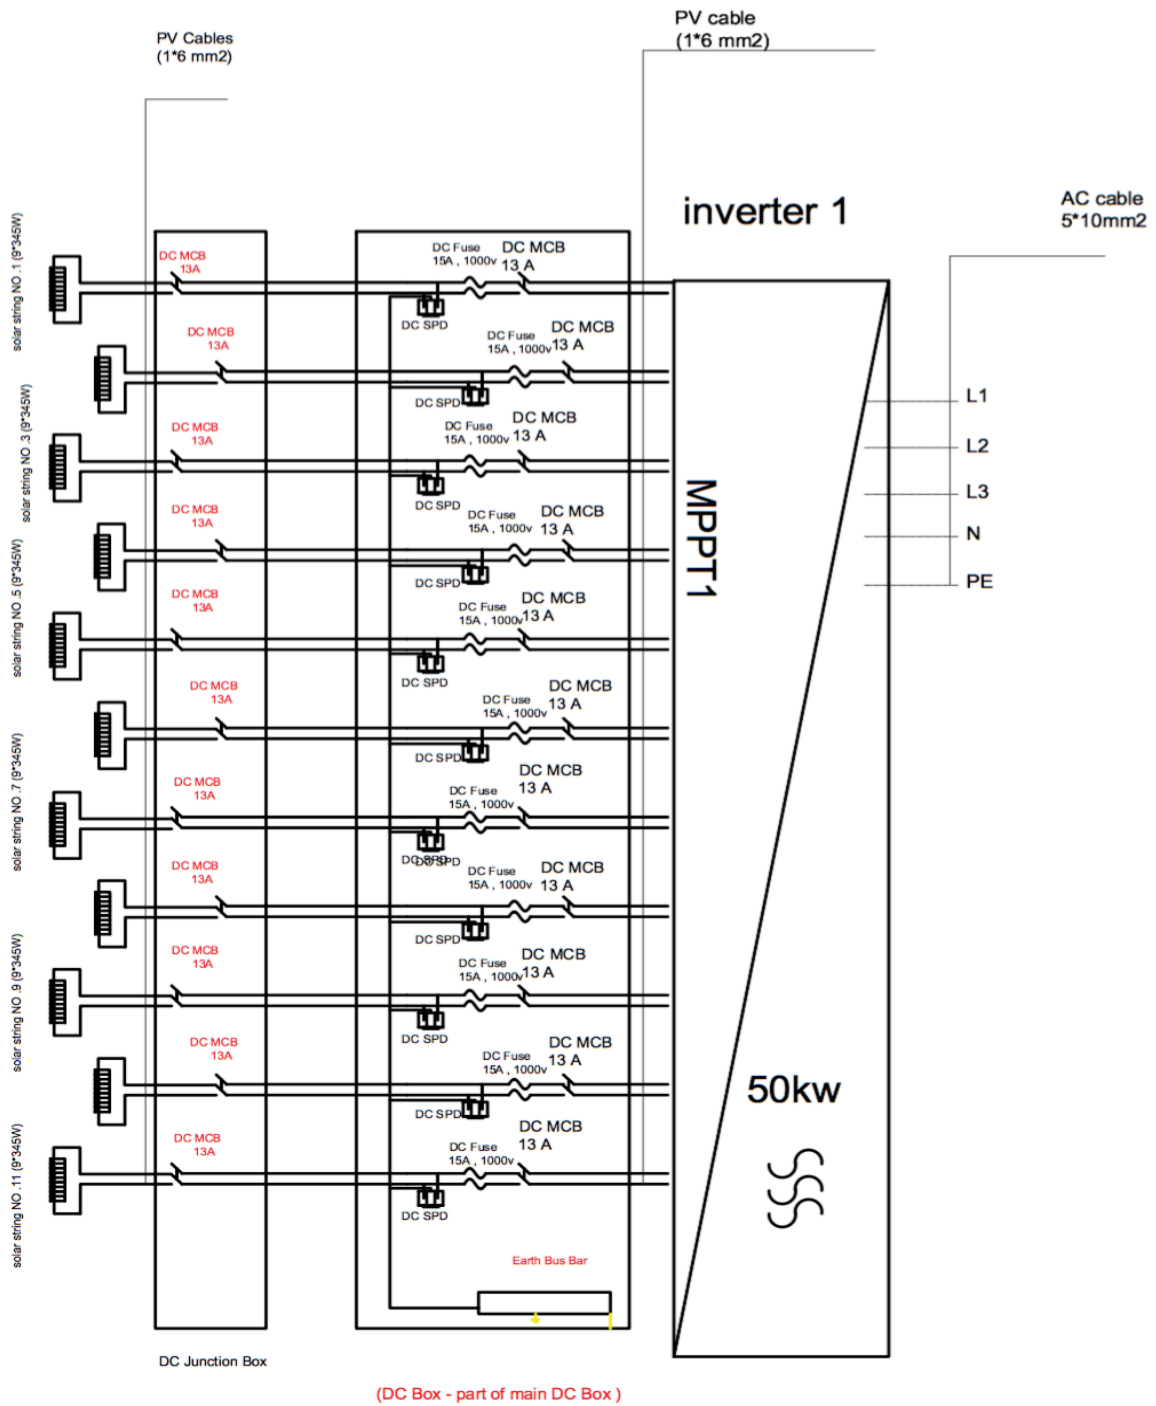 PV Cables
(1*6 mm2)
PV cable
(1*6 mm2)
inverter 1
AC cable
5*10mm2
solar string NO .1 (9*345W)
DC MCB
13A
DC Fuse
15A , 1000v
DC MCB
13 A
DC SPD
DC MCB
13A
DC Fuse
15A , 1000v
DC MCB
13 A
DC SPD
solar string NO .3 (9*345W)
DC MCB
13A
DC Fuse
15A , 1000v
DC MCB
13 A
DC SPD
DC MCB
13A
DC Fuse
15A , 1000v
DC MCB
13 A
DC SPD
solar string NO .5 (9*345W)
DC MCB
13A
DC Fuse
15A , 1000v
DC MCB
13 A
DC SPD
DC MCB
13A
DC Fuse
15A , 1000v
DC MCB
13 A
DC SPD
solar string NO .7 (9*345W)
DC MCB
13A
DC Fuse
15A , 1000v
DC MCB
13 A
DC SPD
DC SPD
DC MCB
13A
DC Fuse
15A , 1000v
DC MCB
13 A
DC SPD
solar string NO .9 (9*345W)
DC MCB
13A
DC Fuse
15A , 1000v
DC MCB
13 A
DC SPD
DC MCB
13A
DC Fuse
15A , 1000v
DC MCB
13 A
DC SPD
solar string NO .11 (9*345W)
DC MCB
13A
DC Fuse
15A , 1000v
DC MCB
13 A
DC SPD
MPPT1
L1
L2
L3
N
PE
50kw
Earth Bus Bar
DC Junction Box
(DC Box - part of main DC Box )